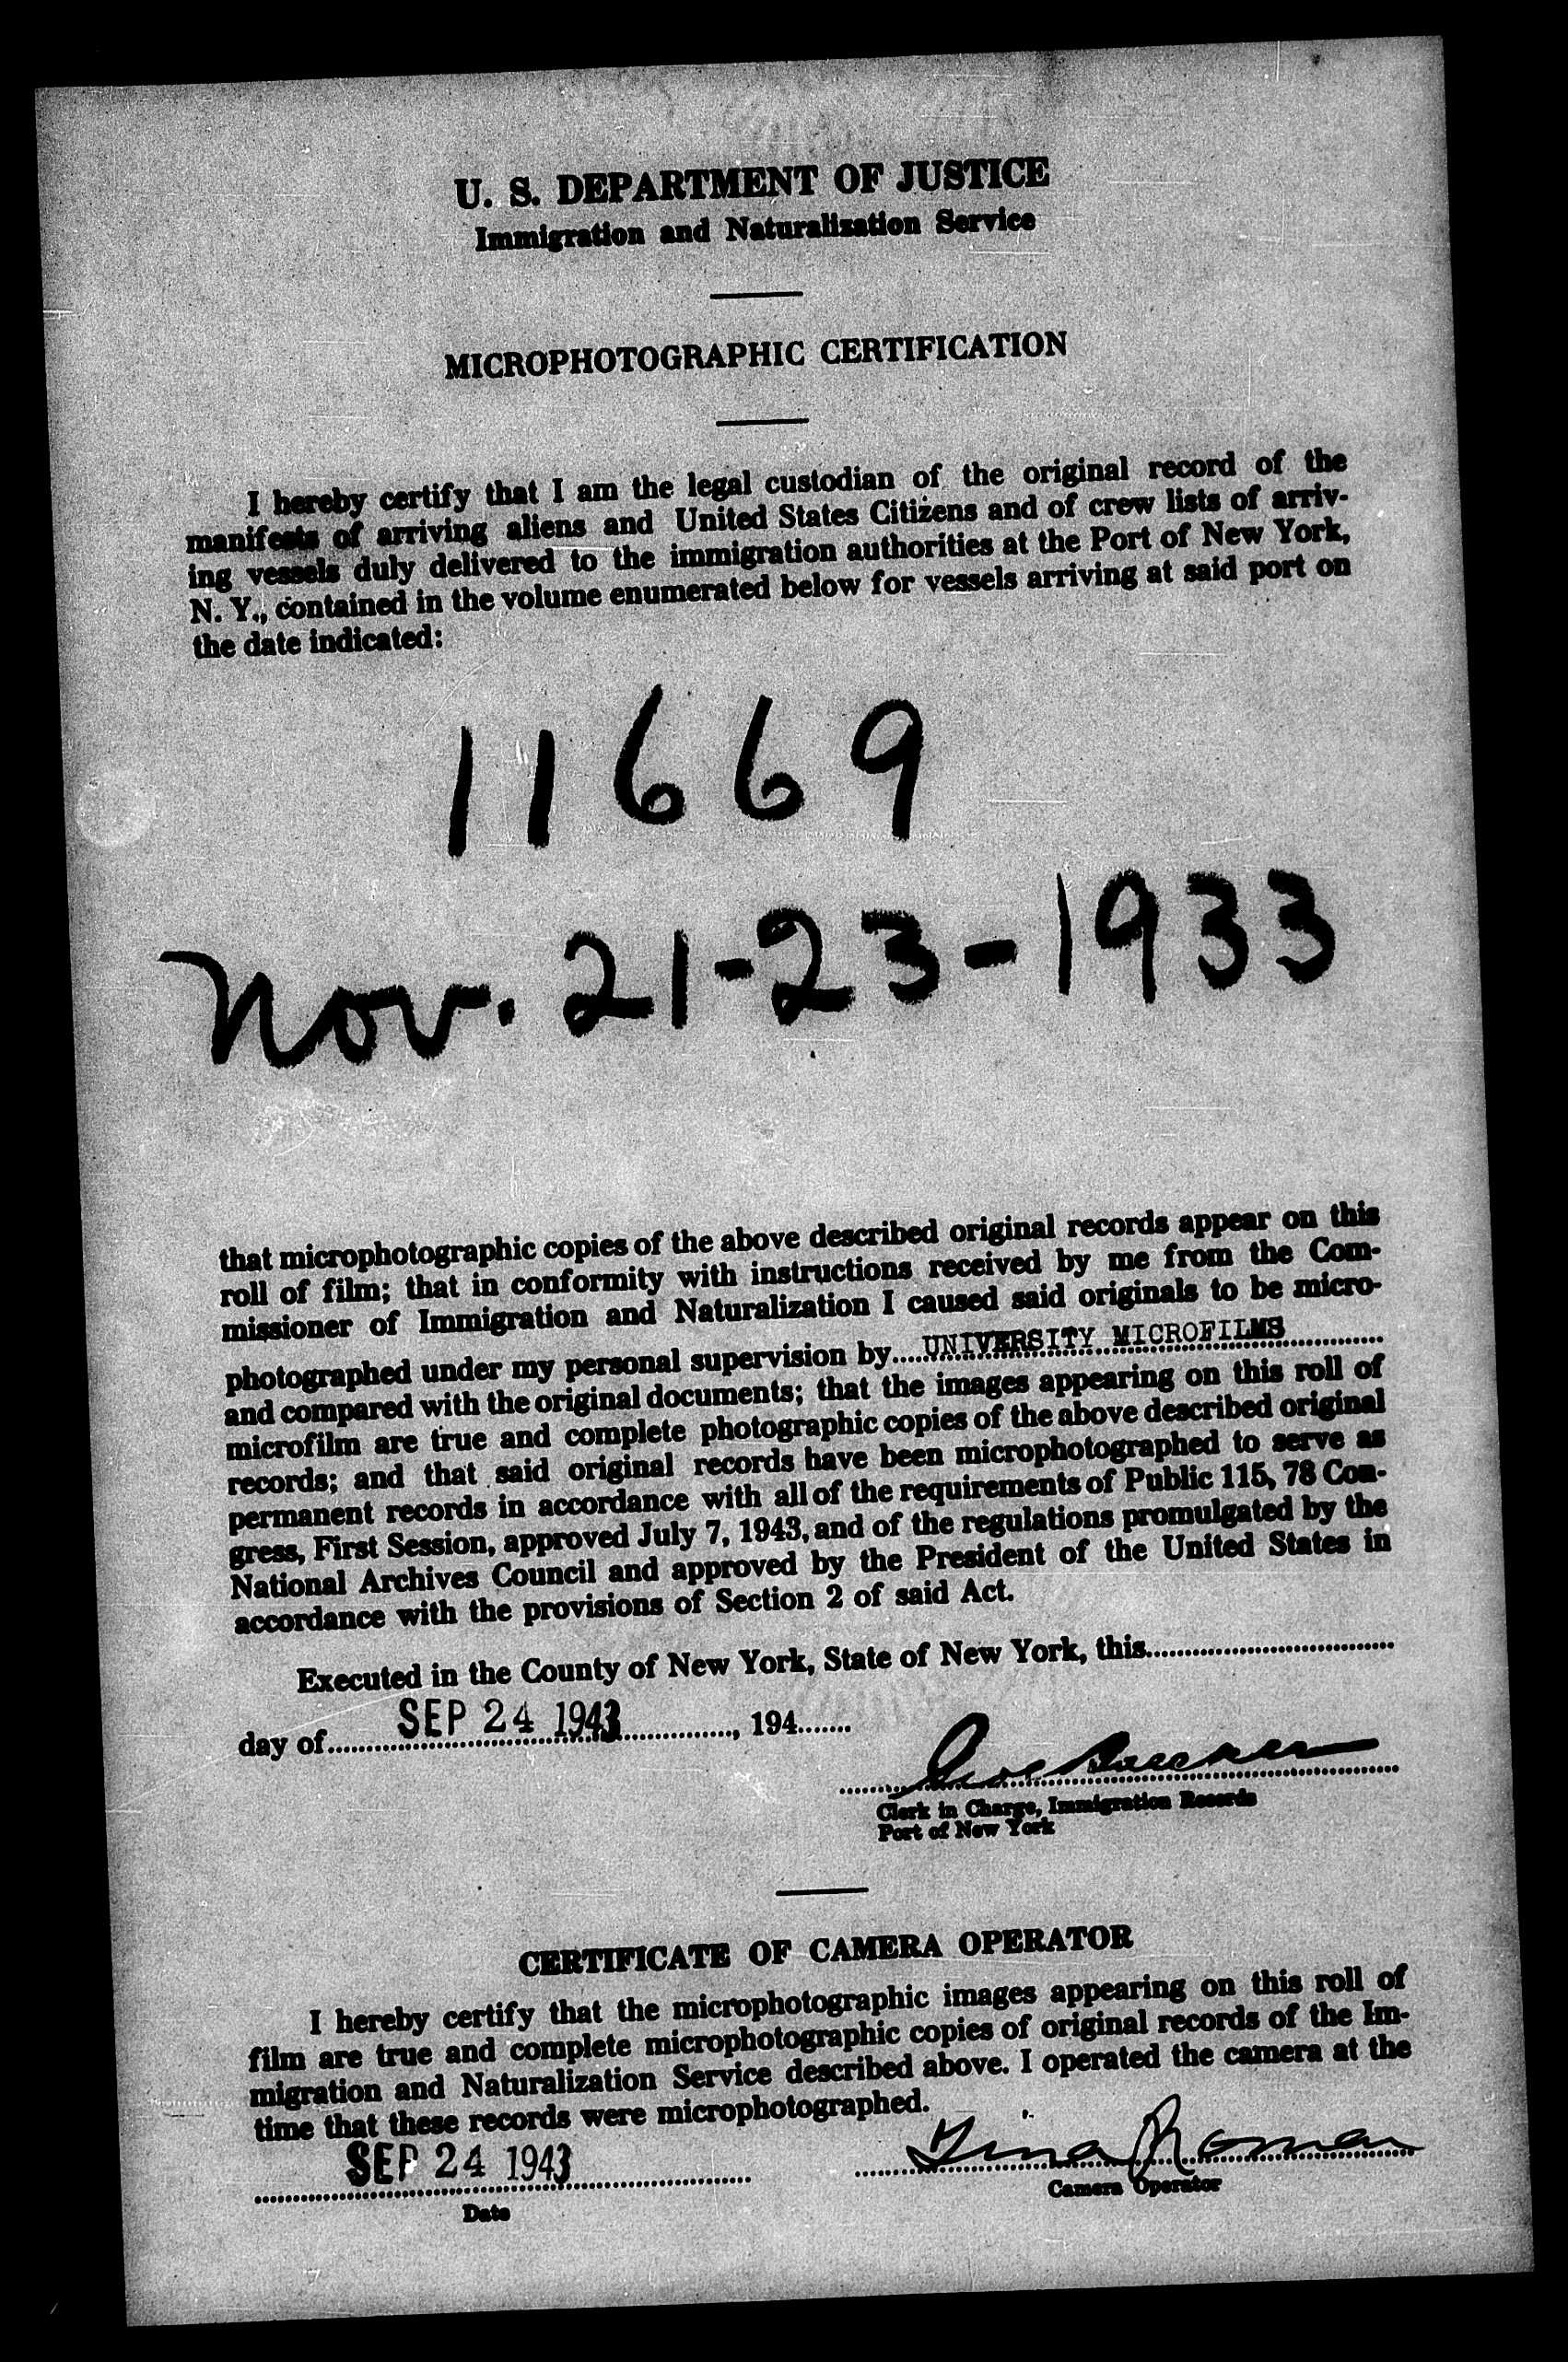 U. S. DEPARTMENT OF JUSTICE
Immigration and Naturalization Service
MICROPHOTOGRAPHIC CERTIFICATION
I hereby certify that I am the legal custodian of the original record of the
manifests of arriving aliens and United States Citizens and of crew lists of arriv-
ing vessels duly delivered to the immigration authorities at the Port of New York,
N. Y., contained in the volume enumerated below for vessels arriving at said port on
the date indicated:
11669
Nov. 21-23-1933
that microphotographic copies of the above described original records appear on this
roll of film; that in conformity with instructions received by me from the Com-
missioner of Immigration and Naturalization I caused said originals to be micro-
photographed under my personal supervision by.....UNIVERSITY MICROFILMS
and compared with the original documents; that the images appearing on this roll of
microfilm are true and complete photographic copies of the above described original
records; and that said original records have been microphotographed to serve as
permanent records in accordance with all of the requirements of Public 115, 78 Con-
gress, First Session, approved July 7, 1943, and of the regulations promulgated by the
National Archives Council and approved by the President of the United States in
accordance with the provisions of Section 2 of said Act.
Executed in the County of New York, State of New York, this
day of SEP 24 1943, 194
Clerk in Charge, Immigration Records
Port of New York
CERTIFICATE OF CAMERA OPERATOR
I hereby certify that the microphotographic images appearing on this roll of
film are true and complete microphotographic copies of original records of the Im-
migration and Naturalization Service described above. I operated the camera at the
time that these records were microphotographed.
SEP 24 1943 Tina Roman
Date Camera Operator